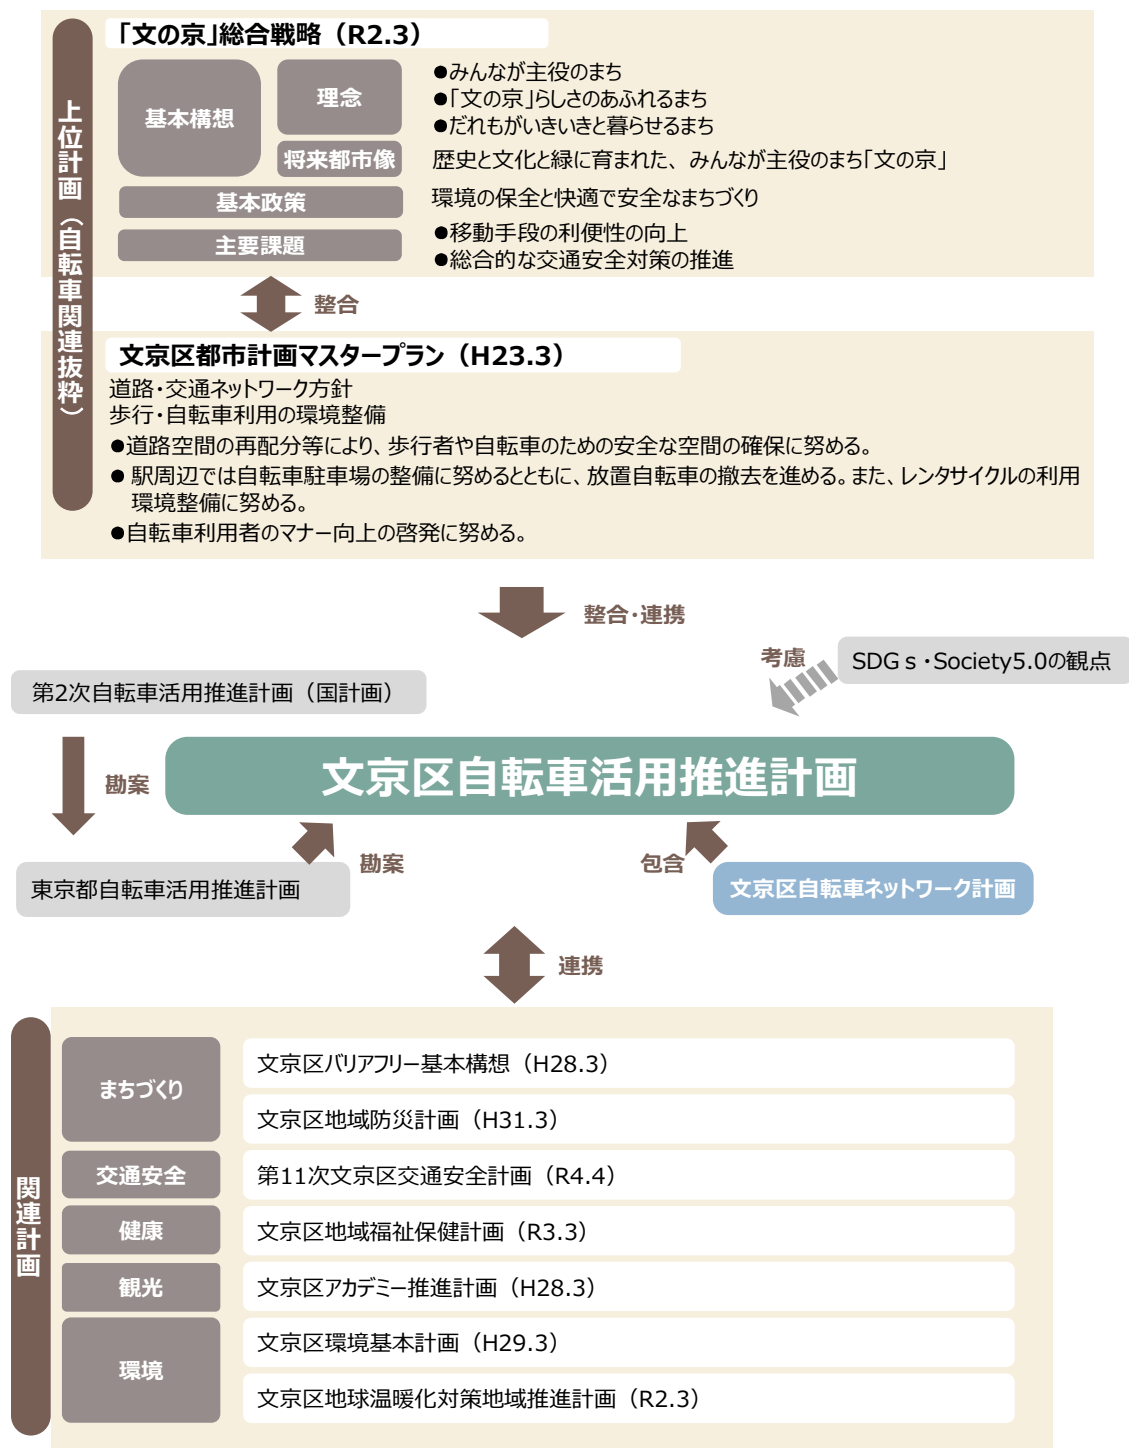 上位計画（自転車関連抜粋）
「文の京」総合戦略（R2.3）
基本構想
理念
●みんなが主役のまち
●「文の京」らしさのあふれるまち
●だれもがいきいきと暮らせるまち
将来都市像
歴史と文化と緑に育まれた、みんなが主役のまち「文の京」
基本政策
環境の保全と快適で安全なまちづくり
主要課題
●移動手段の利便性の向上
●総合的な交通安全対策の推進
整合
文京区都市計画マスタープラン（H23.3）
道路・交通ネットワーク方針
歩行・自転車利用の環境整備
●道路空間の再配分等により、歩行者や自転車のための安全な空間の確保に努める。
●駅周辺では自転車駐車場の整備に努めるとともに、放置自転車の撤去を進める。また、レンタサイクルの利用
環境整備に努める。
●自転車利用者のマナー向上の啓発に努める。
整合・連携
考慮
SDGｓ・Society5.0の観点
第2次自転車活用推進計画（国計画）
勘案
文京区自転車活用推進計画
東京都自転車活用推進計画
勘案
包含
文京区自転車ネットワーク計画
連携
関連計画
まちづくり
文京区バリアフリー基本構想（H28.3）
文京区地域防災計画（H31.3）
交通安全
第11次文京区交通安全計画（R4.4）
健康
文京区地域福祉保健計画（R3.3）
観光
文京区アカデミー推進計画（H28.3）
環境
文京区環境基本計画（H29.3）
文京区地球温暖化対策地域推進計画（R2.3）